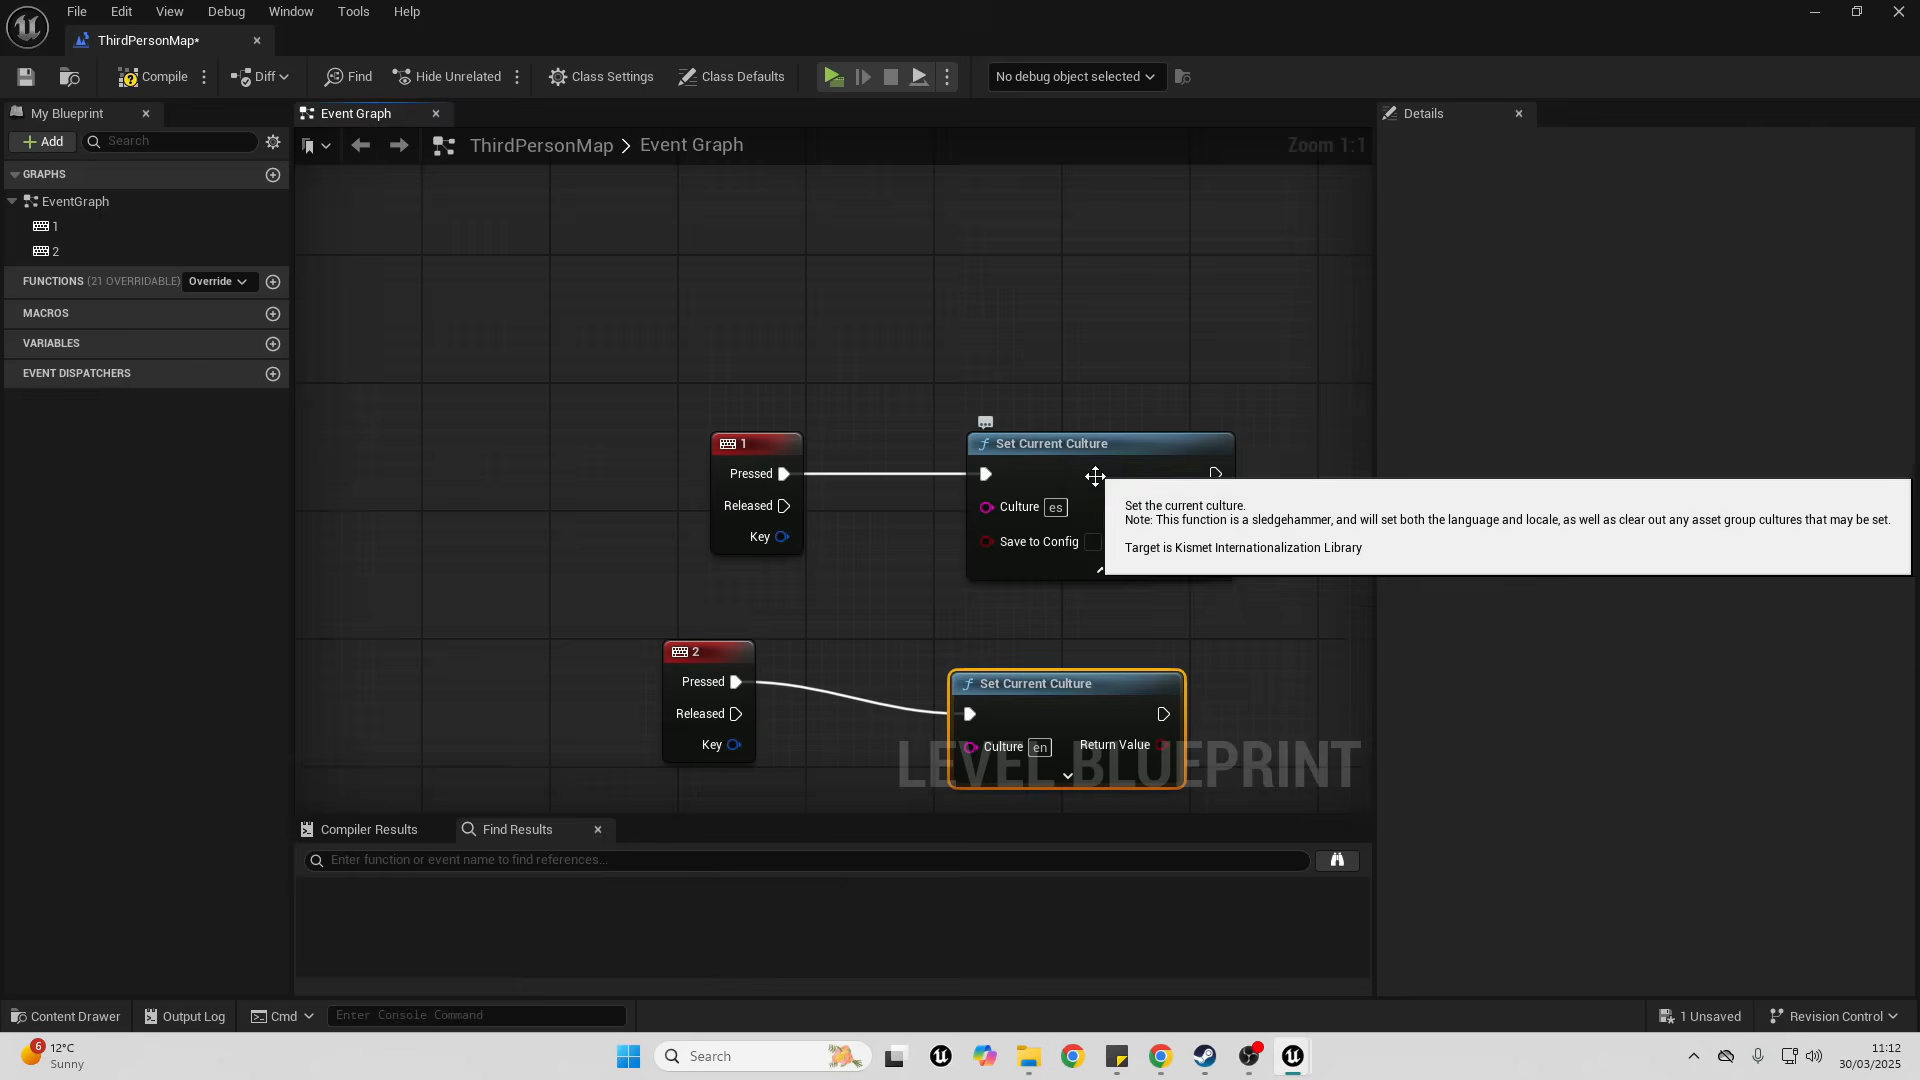 File Edit View Debug Window Tools Help
ThirdPersonMap*
Compile Diff Find Hide Unrelated Class Settings Class Defaults No debug object selected
My Blueprint
Event Graph
Details
Add Search
ThirdPersonMap > Event Graph Zoom 1:1
GRAPHS
EventGraph
1
2
FUNCTIONS (21 OVERRIDABLE) Override
MACROS
VARIABLES
EVENT DISPATCHERS
1
Pressed
Released
Key
Set Current Culture
Culture es
Save to Config
Set the current culture.
Note: This function is a sledgehammer, and will set both the language and locale, as well as clear out any asset group cultures that may be set.
Target is Kismet Internationalization Library
2
Pressed
Released
Key
Set Current Culture
Culture en Return Value
LEVEL BLUEPRINT
Compiler Results Find Results
Enter function or event name to find references...
Content Drawer Output Log Cmd Enter Console Command 1 Unsaved Revision Control
6
12°C
Sunny
Search
11:12
30/03/2025